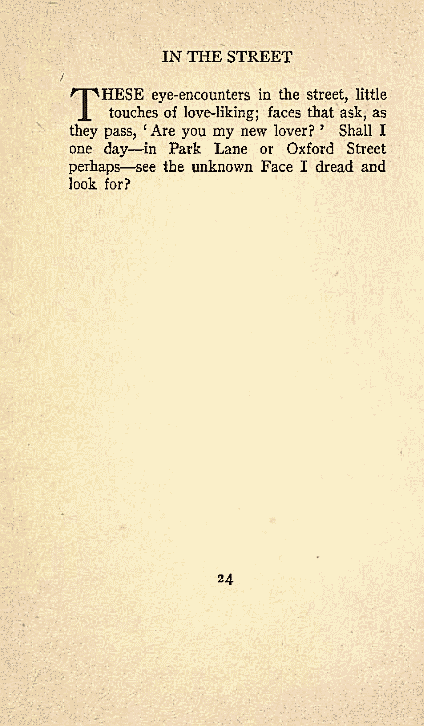 IN THE STREET
THESE eye-encounters in the street, little
touches of love-liking; faces that ask, as
they pass, ‘Are you my new lover?’ Shall I
one day—in Park Lane or Oxford Street
perhaps—see the unknown Face I dread and
look for?
24